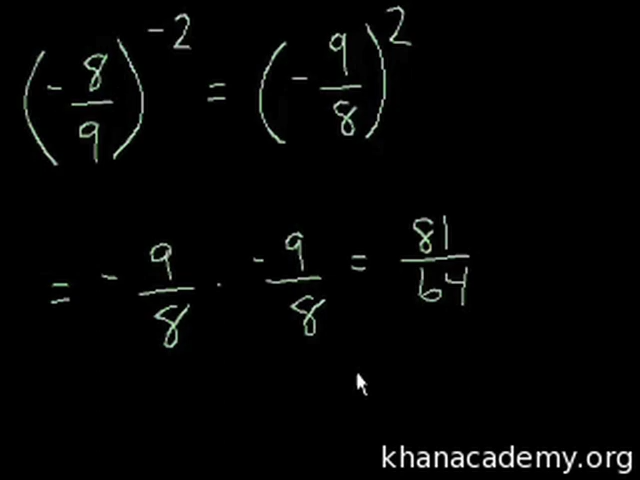 (- 8/9)^-2 = (- 9/8)^2
= - 9/8 · - 9/8 = 81/64
khanacademy.org